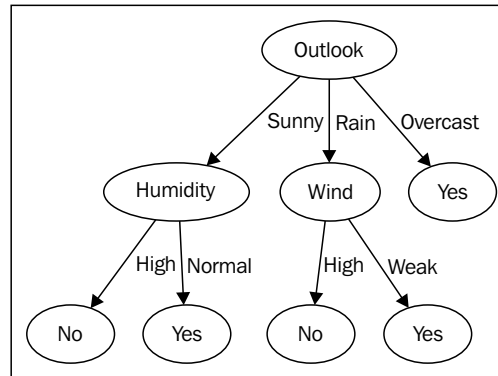 Outlook
Sunny Rain Overcast
Humidity Wind Yes
High Normal High Weak
No Yes No Yes